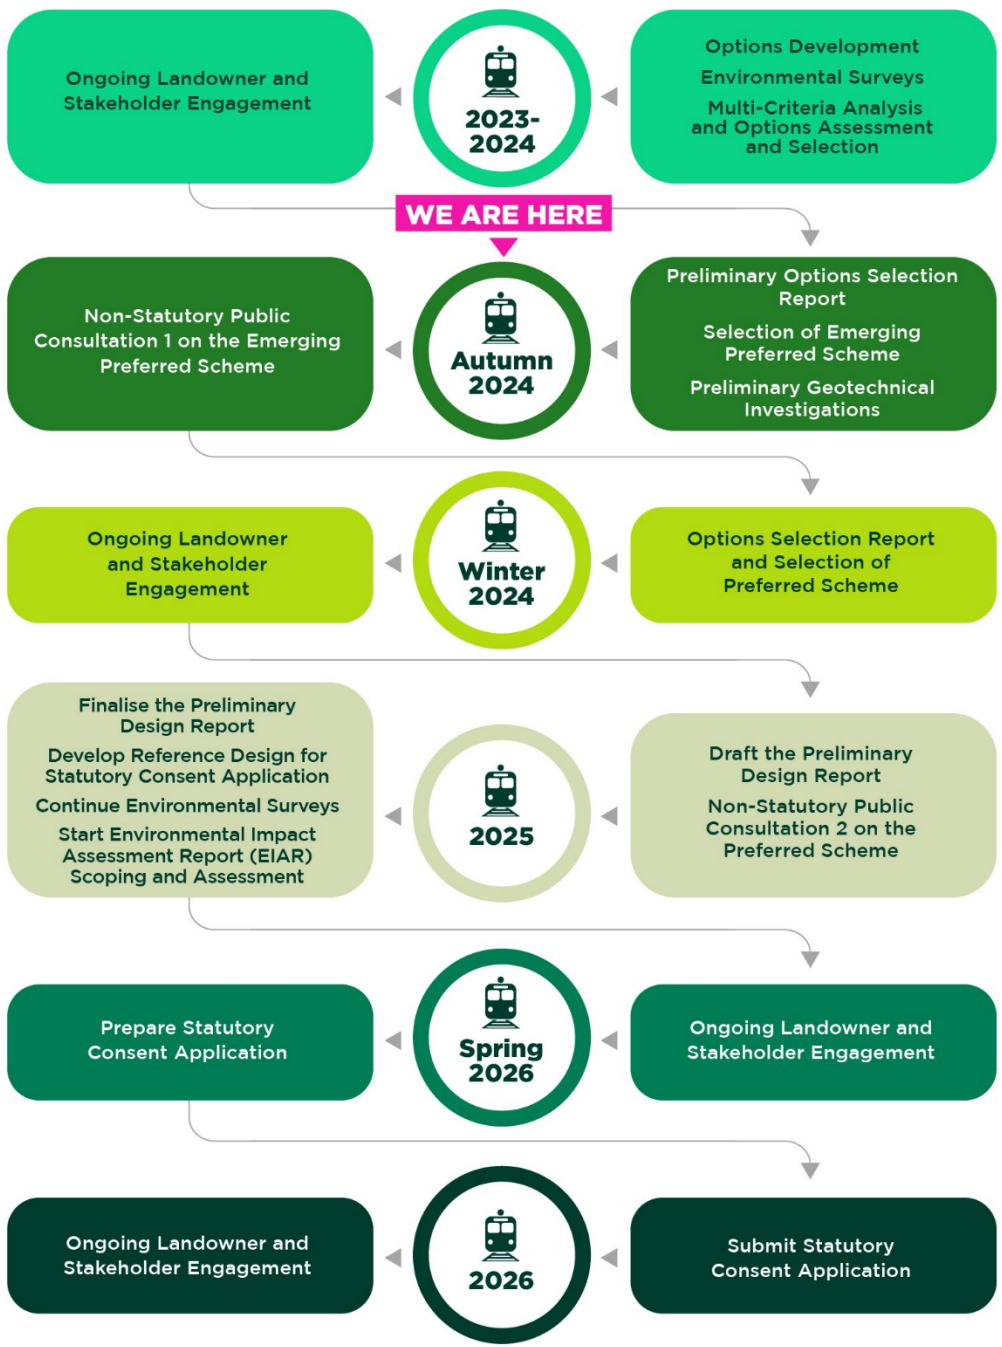 Options Development
Environmental Surveys
Multi-Criteria Analysis
and Options Assessment
and Selection
2023-
2024
Ongoing Landowner and
Stakeholder Engagement
WE ARE HERE
Preliminary Options Selection
Report
Selection of Emerging
Preferred Scheme
Preliminary Geotechnical
Investigations
Autumn
2024
Non-Statutory Public
Consultation 1 on the Emerging
Preferred Scheme
Options Selection Report
and Selection of
Preferred Scheme
Winter
2024
Ongoing Landowner
and Stakeholder
Engagement
Draft the Preliminary
Design Report
Non-Statutory Public
Consultation 2 on the
Preferred Scheme
2025
Finalise the Preliminary
Design Report
Develop Reference Design for
Statutory Consent Application
Continue Environmental Surveys
Start Environmental Impact
Assessment Report (EIAR)
Scoping and Assessment
Ongoing Landowner and
Stakeholder Engagement
Spring
2026
Prepare Statutory
Consent Application
Submit Statutory
Consent Application
2026
Ongoing Landowner and
Stakeholder Engagement